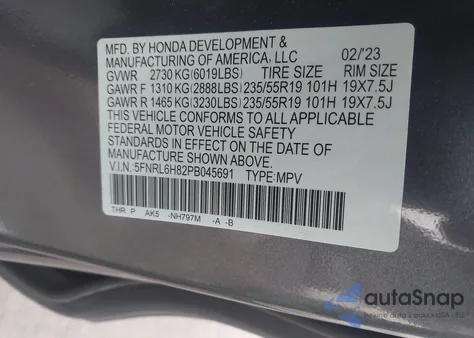 MFD. BY HONDA DEVELOPMENT &
MANUFACTURING OF AMERICA, LLC 02/'23
GVWR 2730 KG(6019LBS) TIRE SIZE RIM SIZE
GAWR F 1310 KG (2888LBS) 235/55R19 101H 19X7.5J
GAWR R 1465 KG(3230LBS) 235/55R19 101H 19X7.5J
THIS VEHICLE CONFORMS TO ALL APPLICABLE
FEDERAL MOTOR VEHICLE SAFETY
STANDARDS IN EFFECT ON THE DATE OF
MANUFACTURE SHOWN ABOVE.
V.I.N. 5FNRL6H82PB045691 TYPE:MPV
THR P AK5 -NH797M -A -B
autaSnap